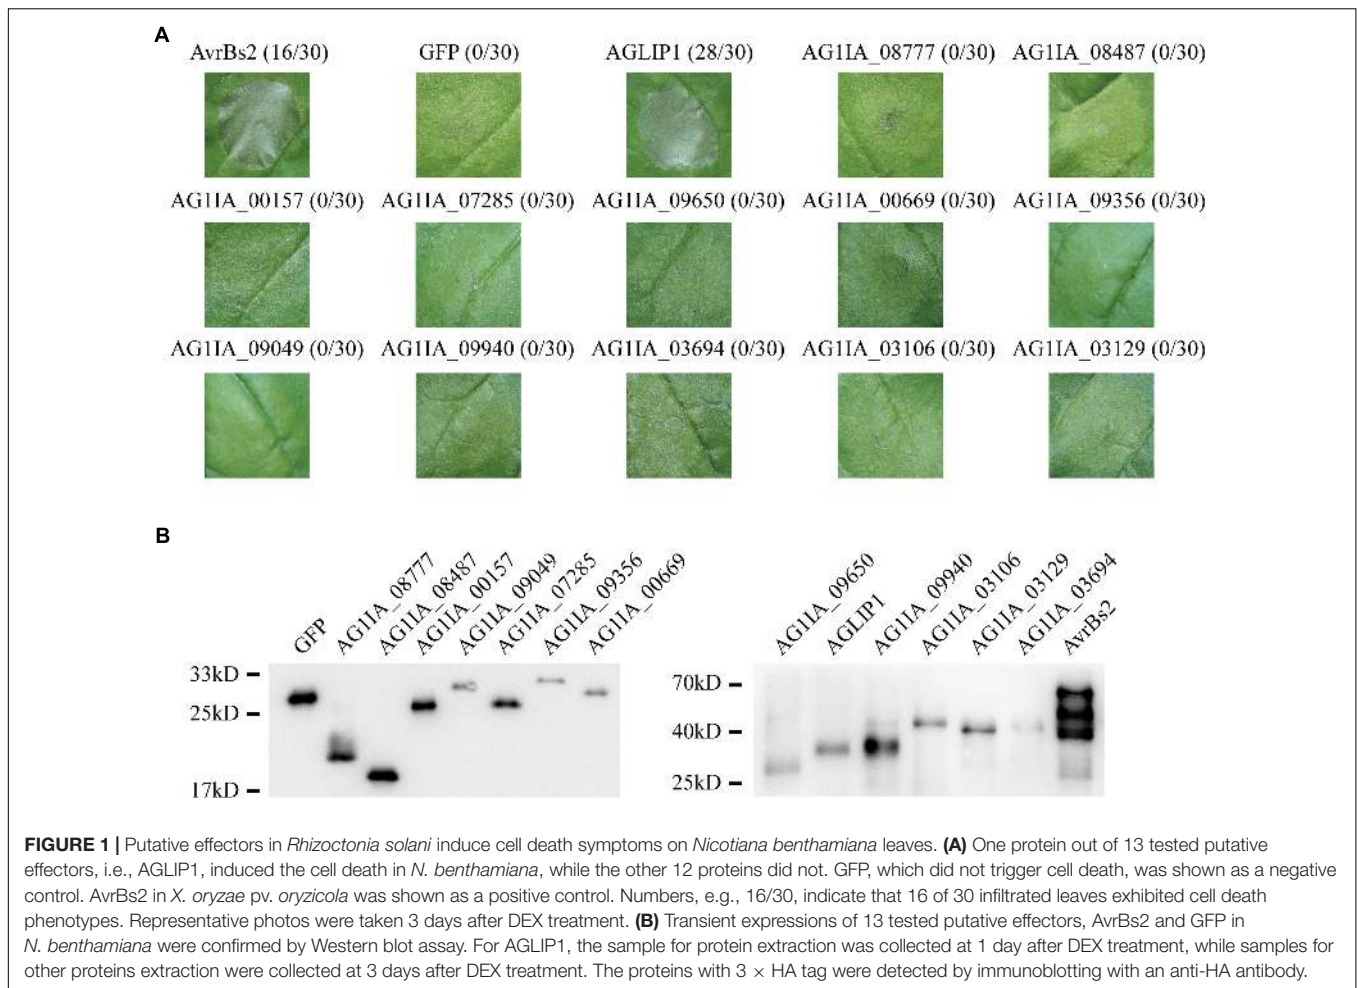 A
AvrBs2 (16/30) GFP (0/30) AGLIP1 (28/30) AG1IA_08777 (0/30) AG1IA_08487 (0/30)
AG1IA_00157 (0/30) AG1IA_07285 (0/30) AG1IA_09650 (0/30) AG1IA_00669 (0/30) AG1IA_09356 (0/30)
AG1IA_09049 (0/30) AG1IA_09940 (0/30) AG1IA_03694 (0/30) AG1IA_03106 (0/30) AG1IA_03129 (0/30)
B
GFP AG1IA_08777 AG1IA_08487 AG1IA_00157 AG1IA_09049 AG1IA_07285 AG1IA_09356 AG1IA_00669
33kD
25kD
17kD
AG1IA_09650 AGLIP1 AG1IA_09940 AG1IA_03106 AG1IA_03129 AG1IA_03694 AvrBs2
70kD
40kD
25kD
FIGURE 1 | Putative effectors in Rhizoctonia solani induce cell death symptoms on Nicotiana benthamiana leaves. (A) One protein out of 13 tested putative
effectors, i.e., AGLIP1, induced the cell death in N. benthamiana, while the other 12 proteins did not. GFP, which did not trigger cell death, was shown as a negative
control. AvrBs2 in X. oryzae pv. oryzicola was shown as a positive control. Numbers, e.g., 16/30, indicate that 16 of 30 infiltrated leaves exhibited cell death
phenotypes. Representative photos were taken 3 days after DEX treatment. (B) Transient expressions of 13 tested putative effectors, AvrBs2 and GFP in
N. benthamiana were confirmed by Western blot assay. For AGLIP1, the sample for protein extraction was collected at 1 day after DEX treatment, while samples for
other proteins extraction were collected at 3 days after DEX treatment. The proteins with 3 × HA tag were detected by immunoblotting with an anti-HA antibody.